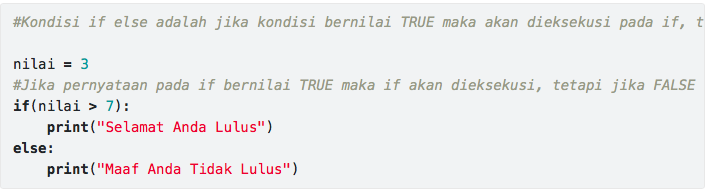 #Kondisi if else adalah jika kondisi bernilai TRUE maka akan dieksekusi pada if, t
nilai = 3
#Jika pernyataan pada if bernilai TRUE maka if akan dieksekusi, tetapi jika FALSE
if(nilai > 7):
    print("Selamat Anda Lulus")
else:
    print("Maaf Anda Tidak Lulus")